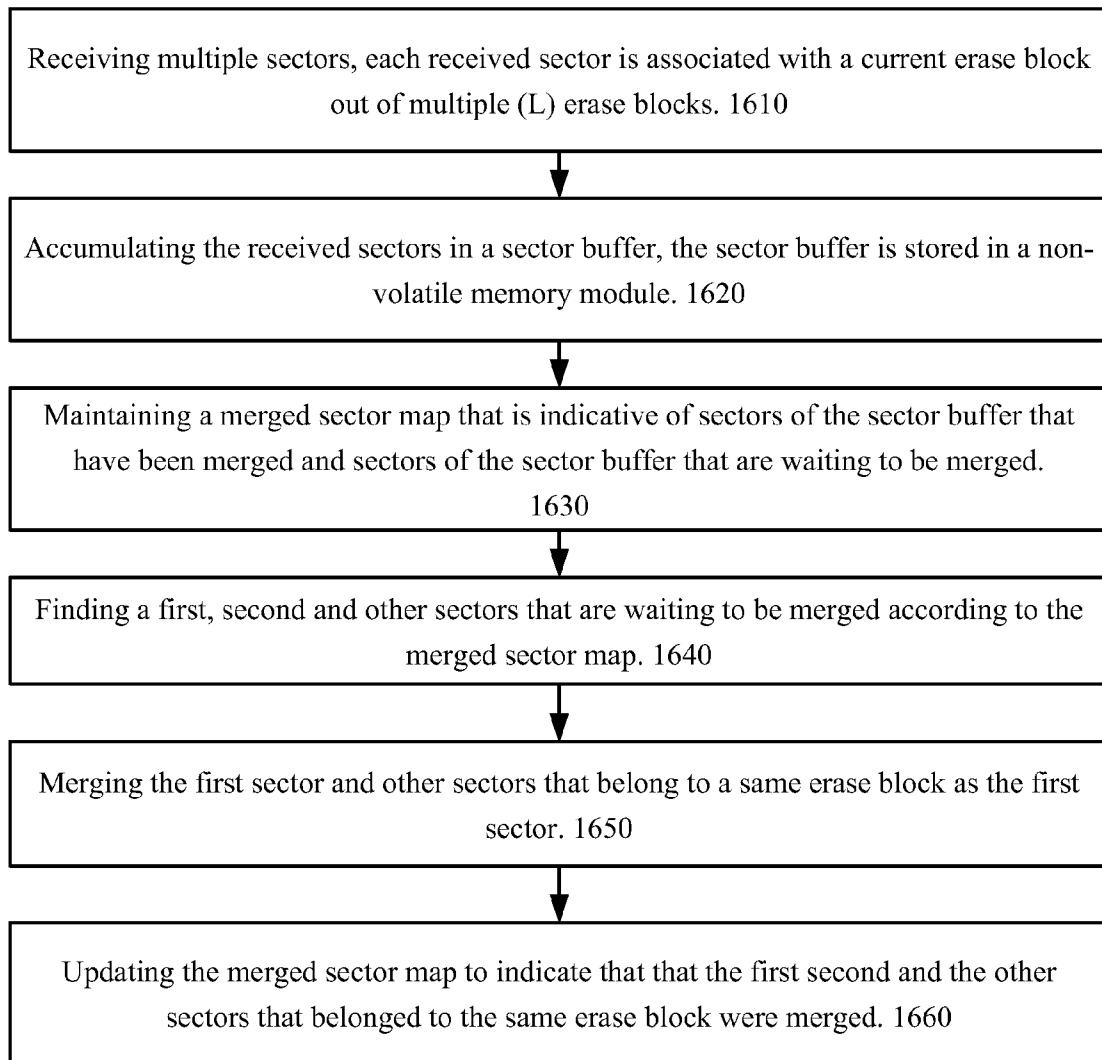 Receiving multiple sectors, each received sector is associated with a current erase block
out of multiple (L) erase blocks. 1610
Accumulating the received sectors in a sector buffer, the sector buffer is stored in a non-
volatile memory module. 1620
Maintaining a merged sector map that is indicative of sectors of the sector buffer that
have been merged and sectors of the sector buffer that are waiting to be merged.
1630
Finding a first, second and other sectors that are waiting to be merged according to the
merged sector map. 1640
Merging the first sector and other sectors that belong to a same erase block as the first
sector. 1650
Updating the merged sector map to indicate that that the first second and the other
sectors that belonged to the same erase block were merged. 1660